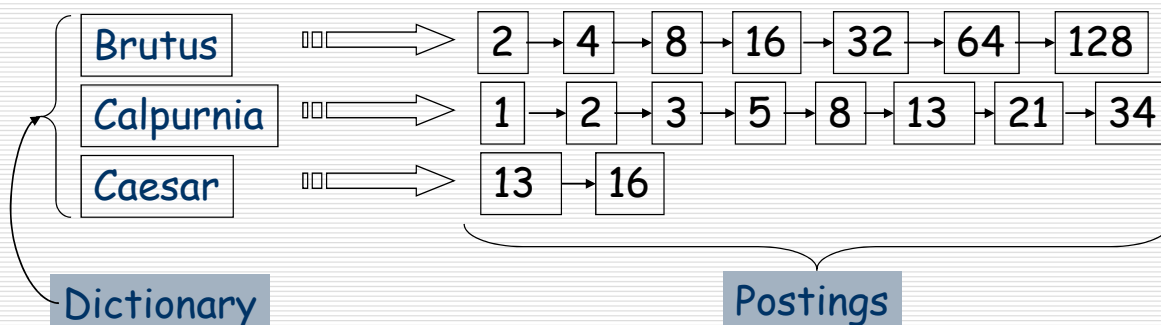 Brutus 2 4 8 16 32 64 128
Calpurnia 1 2 3 5 8 13 21 34
Caesar 13 16
Dictionary Postings